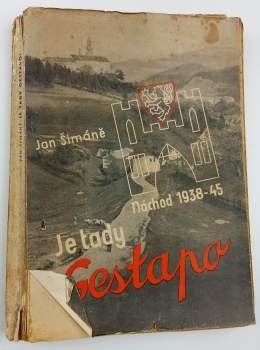 Jan Šimáně
Náchod 1938-45
Je tady
Gestapo